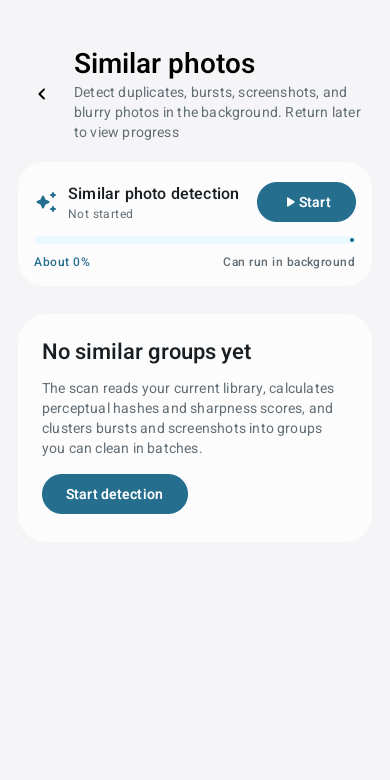 Similar photos
Detect duplicates, bursts, screenshots, and
blurry photos in the background. Return later
to view progress
Similar photo detection
Not started
Start
About 0%
Can run in background
No similar groups yet
The scan reads your current library, calculates
perceptual hashes and sharpness scores, and
clusters bursts and screenshots into groups
you can clean in batches.
Start detection